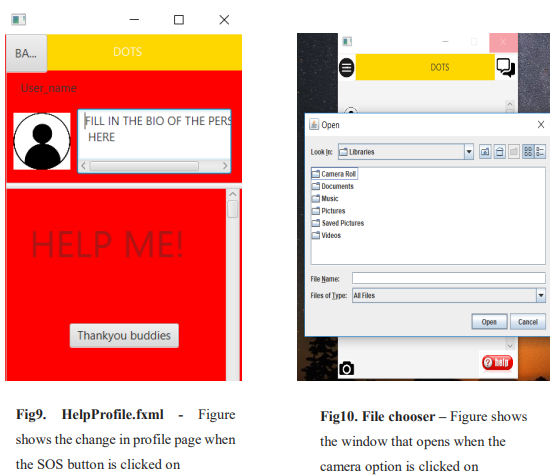 BA...
DOTS
User_name
FILL IN THE BIO OF THE PERS
HERE
HELP ME!
Thankyou buddies
Fig9. HelpProfile.fxml - Figure
shows the change in profile page when
the SOS button is clicked on
DOTS
Open
Look In: Libraries
Camera Roll
Documents
Music
Pictures
Saved Pictures
Videos
File Name:
Files of Type: All Files
Open Cancel
? help
Fig10. File chooser – Figure shows
the window that opens when the
camera option is clicked on